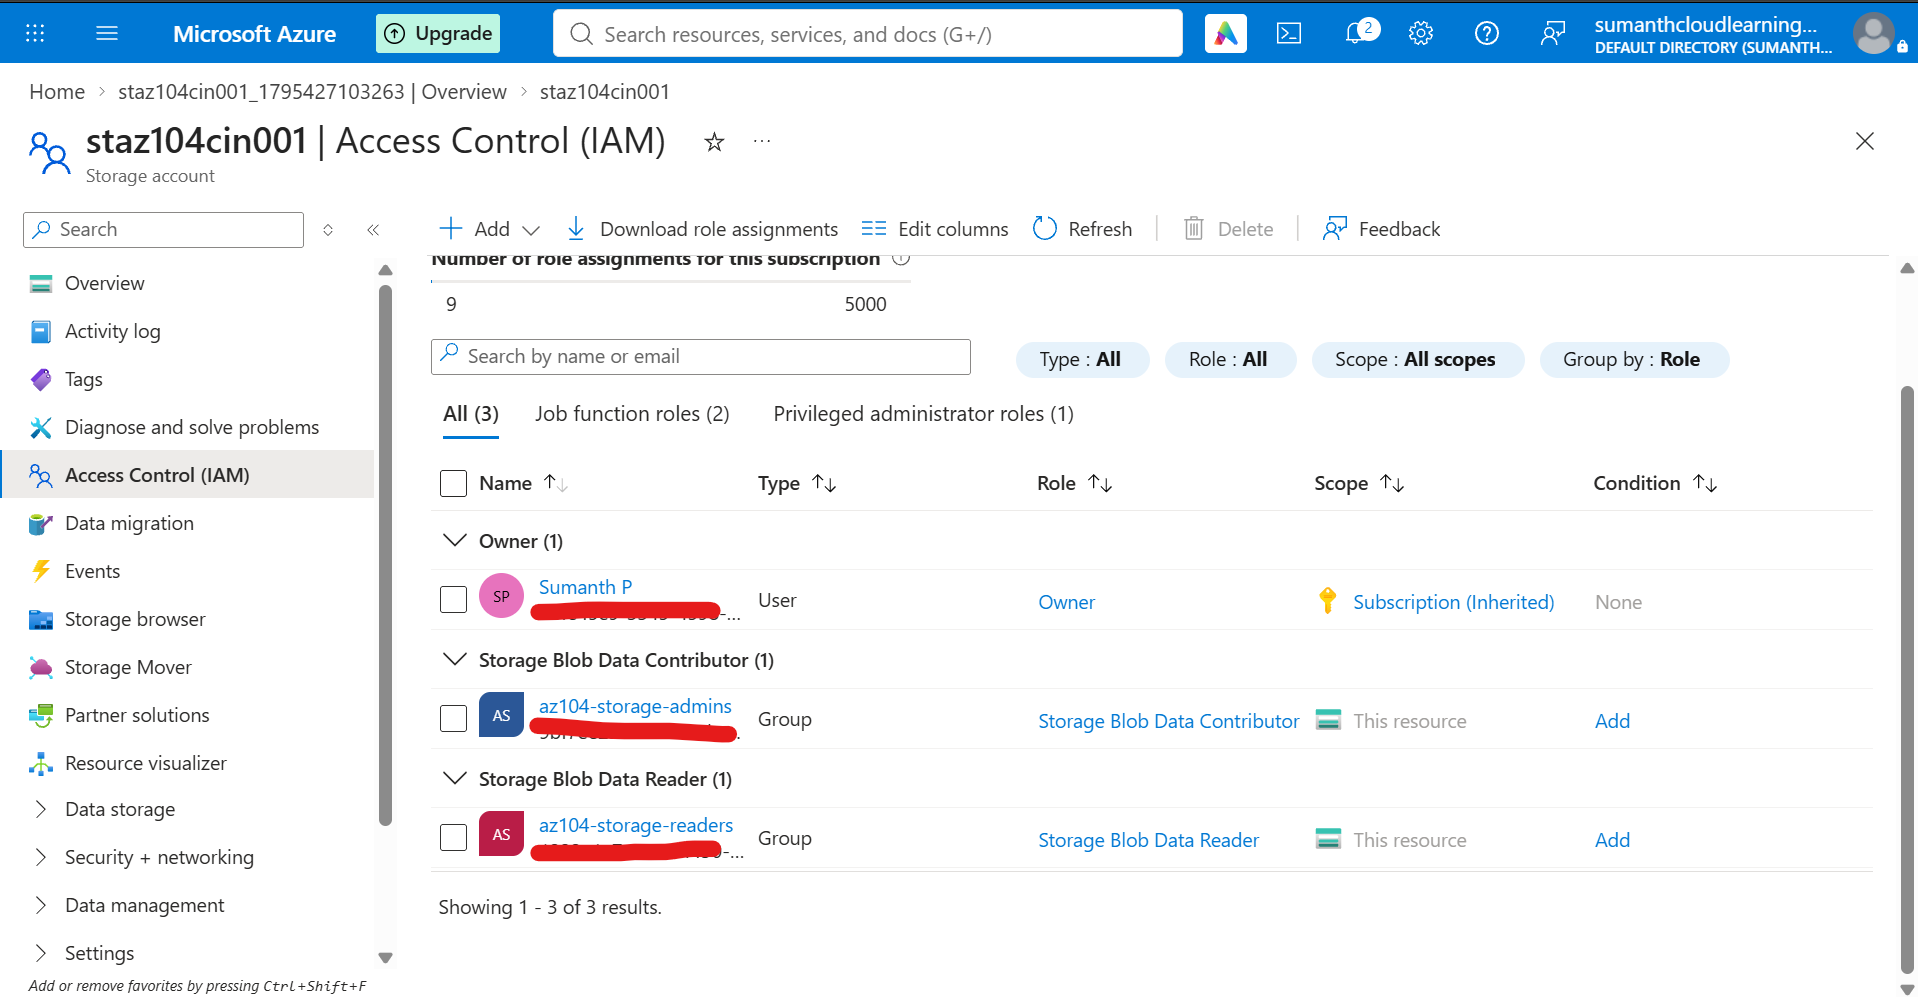 Microsoft Azure
Upgrade
Search resources, services, and docs (G+/)
2
sumanthcloudlearning...
DEFAULT DIRECTORY (SUMANTH...
Home > staz104cin001_1795427103263 | Overview > staz104cin001
staz104cin001 | Access Control (IAM)
...
Storage account
Search
Add
Download role assignments
Edit columns
Refresh
Delete
Feedback
Overview
Activity log
Tags
Diagnose and solve problems
Access Control (IAM)
Data migration
Events
Storage browser
Storage Mover
Partner solutions
Resource visualizer
Data storage
Security + networking
Data management
Settings
Add or remove favorites by pressing Ctrl+Shift+F
Number of role assignments for this subscription
9 5000
Search by name or email
Type : All
Role : All
Scope : All scopes
Group by : Role
All (3) Job function roles (2) Privileged administrator roles (1)
Name Type Role Scope Condition
Owner (1)
SP Sumanth P User Owner Subscription (Inherited) None
Storage Blob Data Contributor (1)
AS az104-storage-admins Group Storage Blob Data Contributor This resource Add
Storage Blob Data Reader (1)
AS az104-storage-readers Group Storage Blob Data Reader This resource Add
Showing 1 - 3 of 3 results.